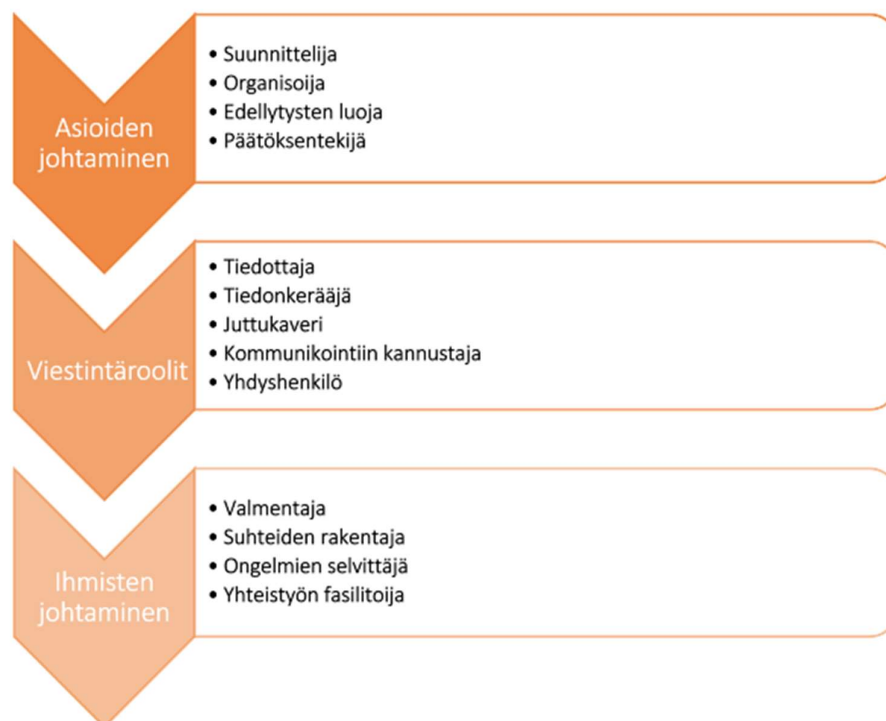 Asioiden
johtaminen
• Suunnittelija
• Organisoija
• Edellytysten luoja
• Päätöksentekijä
Viestintäroolit
• Tiedottaja
• Tiedonkerääjä
• Juttukaveri
• Kommunikointiin kannustaja
• Yhdyshenkilö
Ihmisten
johtaminen
• Valmentaja
• Suhteiden rakentaja
• Ongelmien selvittäjä
• Yhteistyön fasilitoija